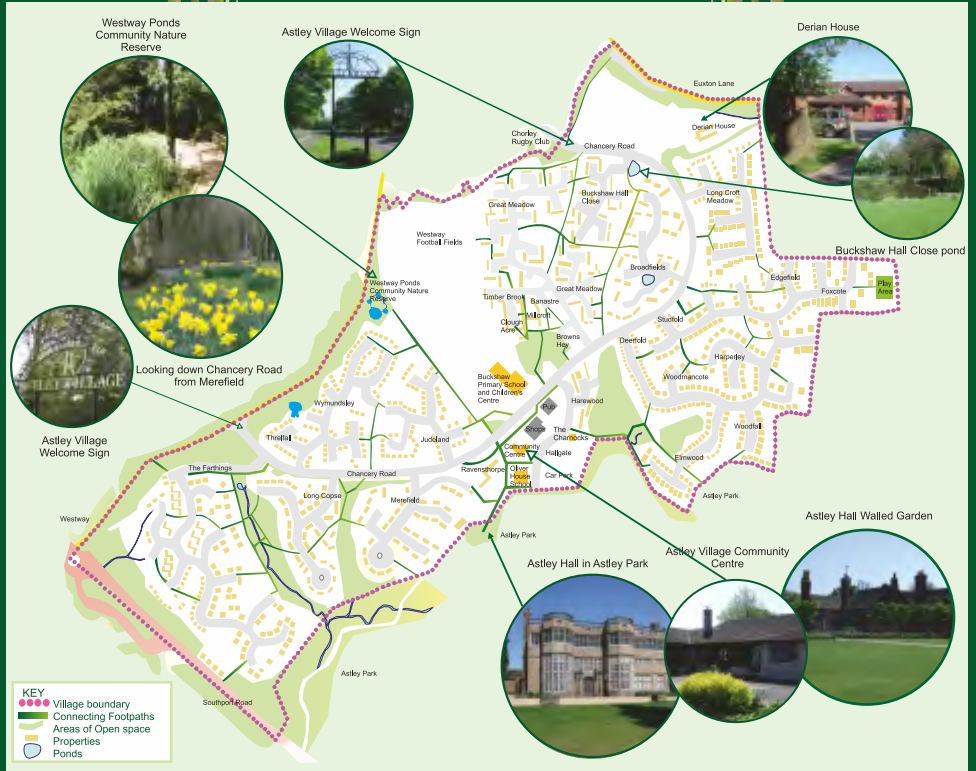 Westway Ponds
Community Nature
Reserve
Astley Village Welcome Sign
Derian House
Euxton Lane
Derian House
Chorley
Rugby Club
Chancery Road
Great Meadow
Buckshaw Hall
Close
Long Croft
Meadow
Westway
Football Fields
Buckshaw Hall Close pond
Broadfields
Edgefield
Play
Area
Foxcote
Westway Ponds
Community Nature
Reserve
Great Meadow
Timber Brook
Banastre
Millcroft
Clough
Acre
Studfold
Browns
Hey
Deerfold
Harperley
Woodmancote
Looking down Chancery Road
from Merefield
VILLAGE
Buckshaw
Primary School
and Children's
Centre
Wymundsley
Pub
Harewood
Shops
The
Charnocks
Woodfall
Astley Village
Welcome Sign
Threlfall
Judeland
Community
Centre
Hallgate
Elmwood
The Farthings
Chancery Road
Ravensthorpe
Oliver
House
School
Car Park
Long Copse
Merefield
Astley Park
Westway
Astley Park
Astley Hall Walled Garden
Astley Village Community
Centre
Astley Hall in Astley Park
Astley Park
Southport Road
KEY
Village boundary
Connecting Footpaths
Areas of Open space
Properties
Ponds